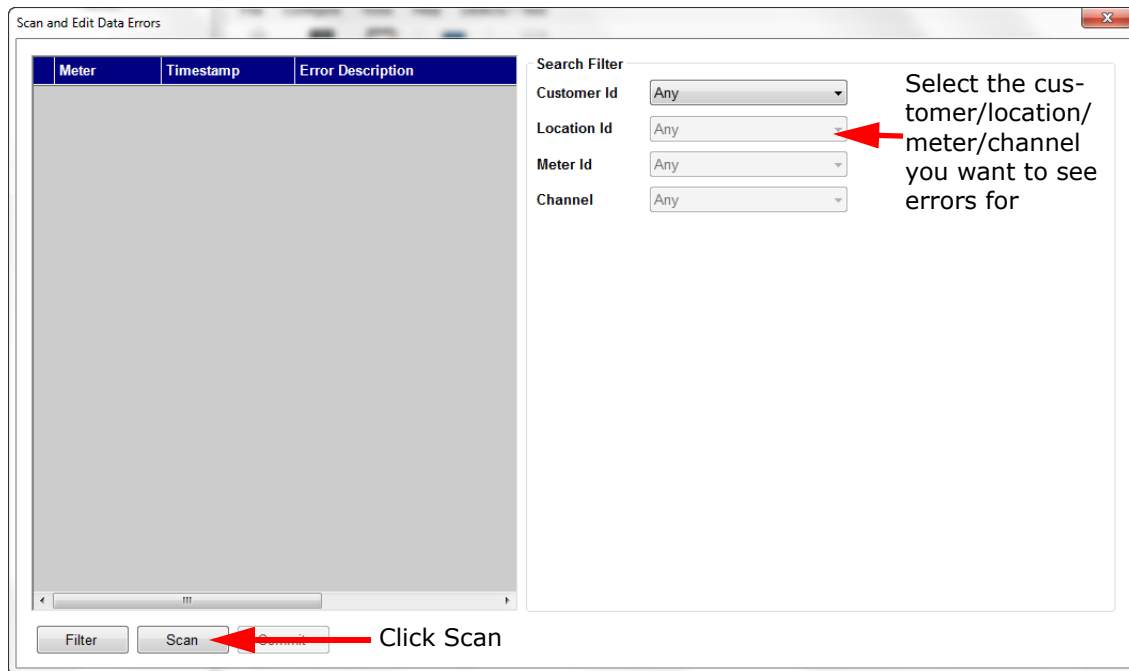 Scan and Edit Data Errors
Meter Timestamp Error Description
Search Filter
Customer Id Any
Location Id Any
Meter Id Any
Channel Any
Select the cus-
tomer/location/
meter/channel
you want to see
errors for
Filter Scan Commit Click Scan